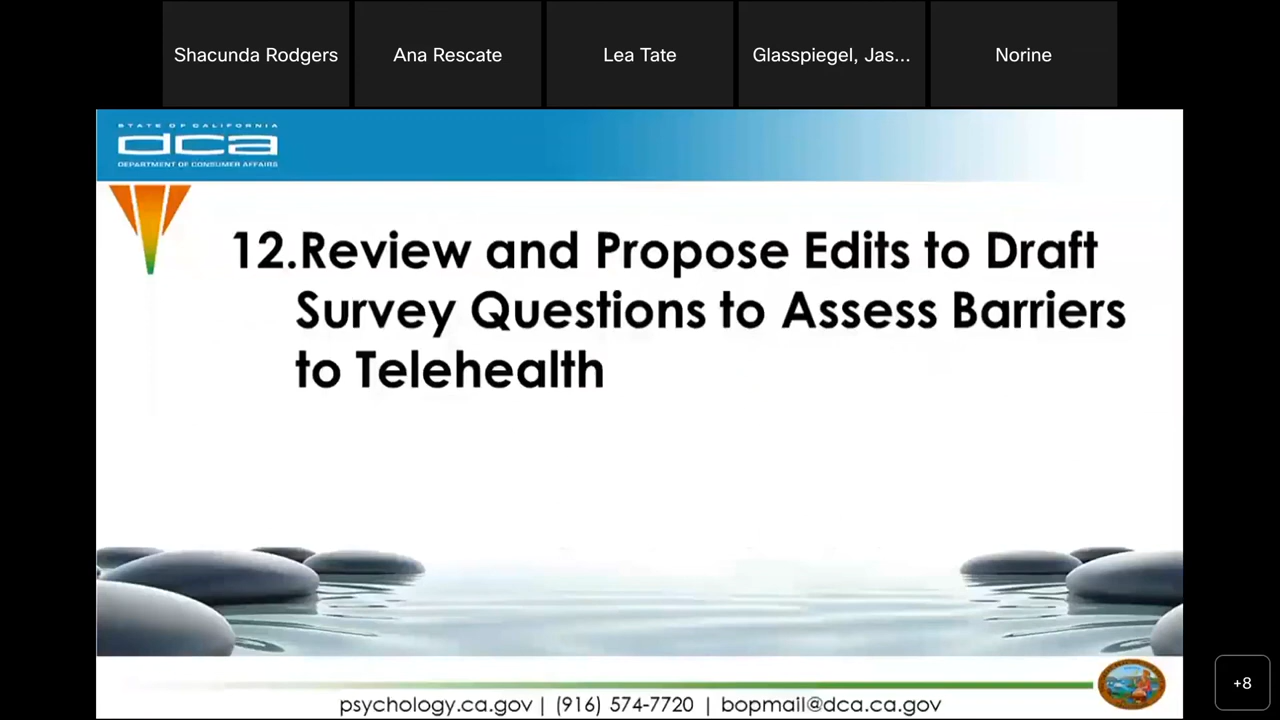 Shacunda Rodgers
Ana Rescate
Lea Tate
Glasspiegel, Jas...
Norine
STATE OF CALIFORNIA
dca
DEPARTMENT OF CONSUMER AFFAIRS
12.Review and Propose Edits to Draft
Survey Questions to Assess Barriers
to Telehealth
psychology.ca.gov | (916) 574-7720 | bopmail@dca.ca.gov
+8